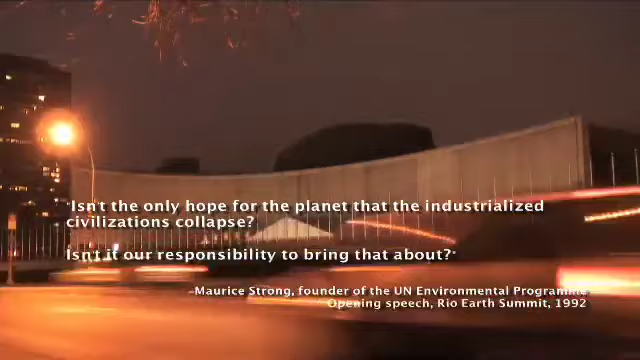 "Isn't the only hope for the planet that the industrialized
civilizations collapse?
Isn't it our responsibility to bring that about?"
–Maurice Strong, founder of the UN Environmental Programme
Opening speech, Rio Earth Summit, 1992